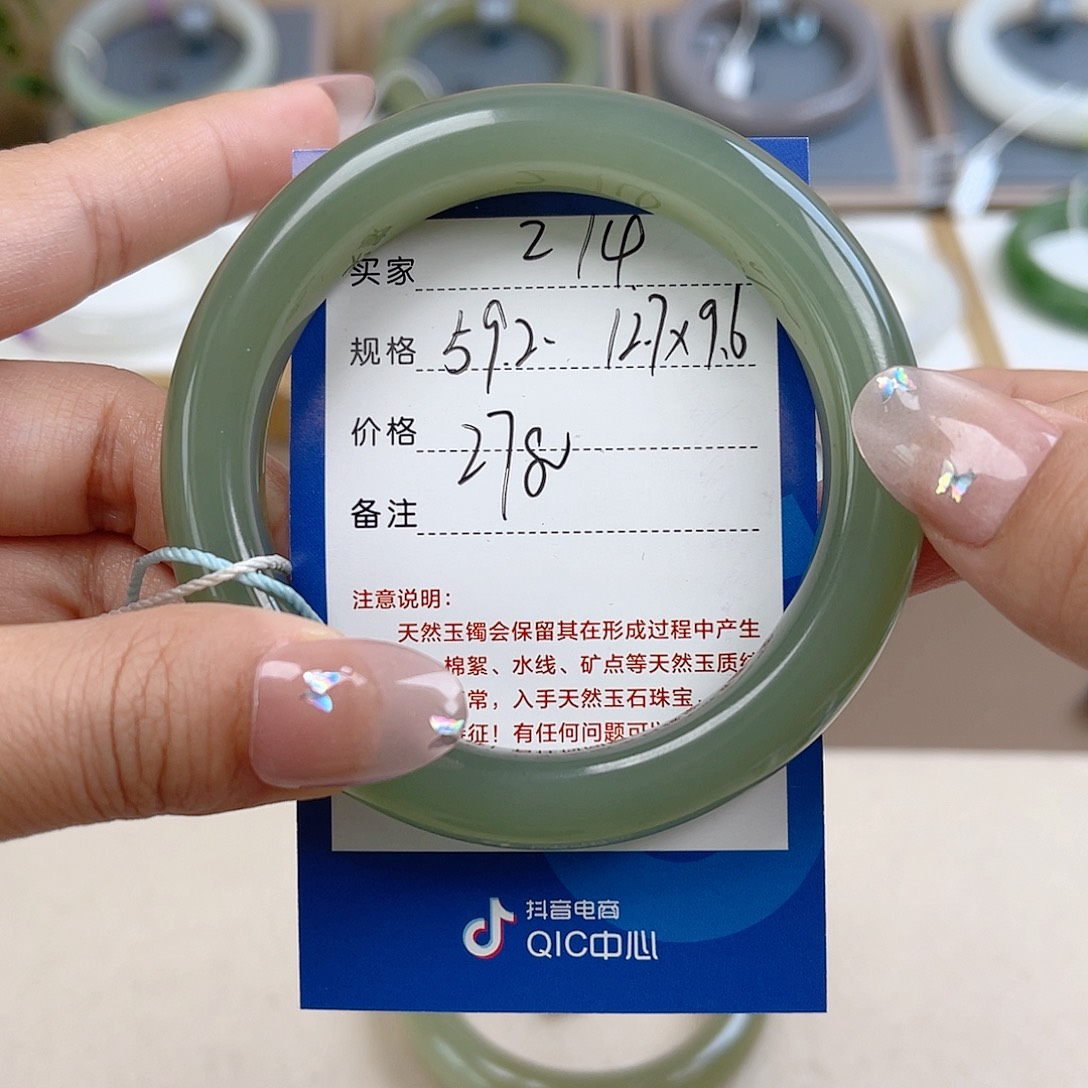 买家 214
规格 59.2- 12.7×9.6
价格
备注
注意说明：
天然玉镯会保留其在形成过程中产生
棉絮、水线、矿点等天然玉质
常，入手天然玉石珠宝
征！有任何问题可
抖音电商
QIC中心